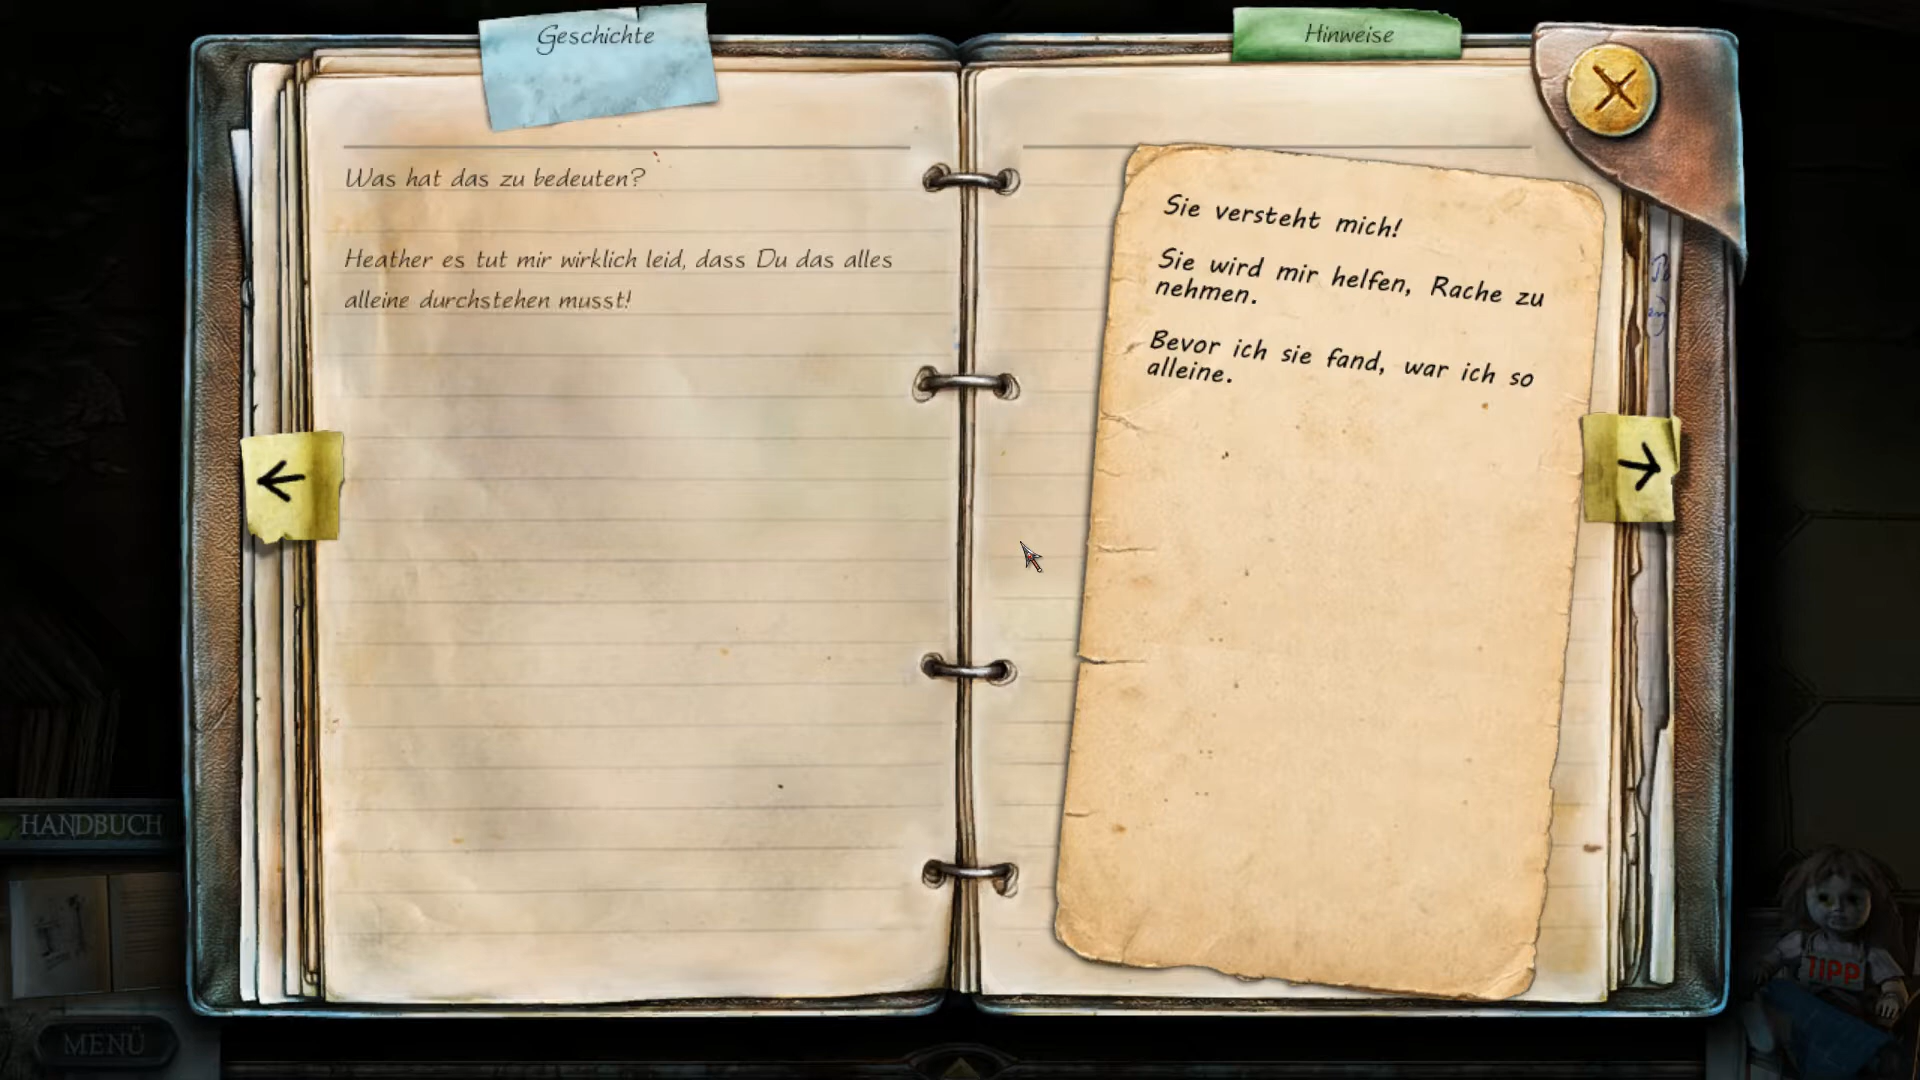 Geschichte
Hinweise
Was hat das zu bedeuten?
Heather es tut mir wirklich leid, dass Du das alles
alleine durchstehen musst!
Sie versteht mich!
Sie wird mir helfen, Rache zu
nehmen.
Bevor ich sie fand, war ich so
alleine.
HANDBUCH
TIPP
MENÜ